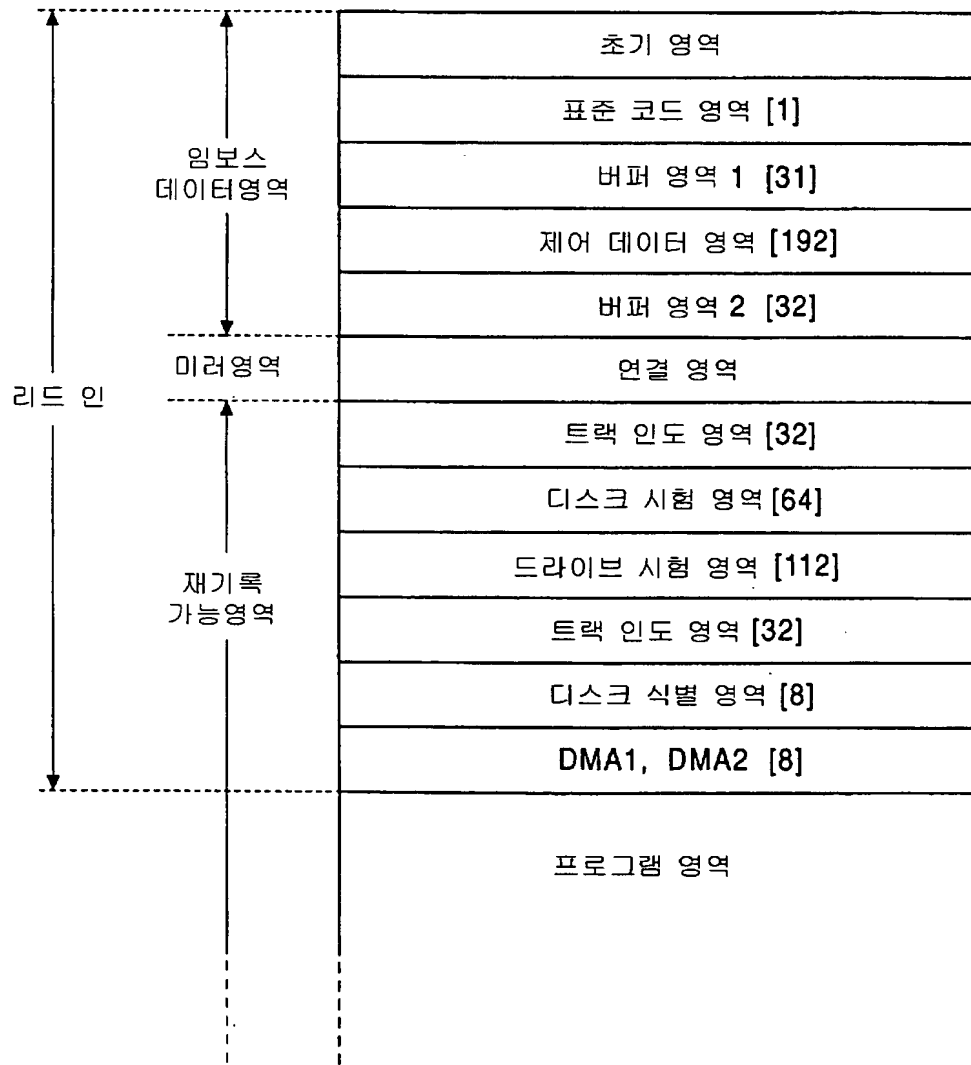 초기 영역
표준 코드 영역 [1]
임보스
데이터영역
버퍼 영역 1 [31]
제어 데이터 영역 [192]
버퍼 영역 2 [32]
미러영역
연결 영역
리드 인
트랙 인도 영역 [32]
디스크 시험 영역 [64]
드라이브 시험 영역 [112]
재기록
가능영역
트랙 인도 영역 [32]
디스크 식별 영역 [8]
DMA1, DMA2 [8]
프로그램 영역